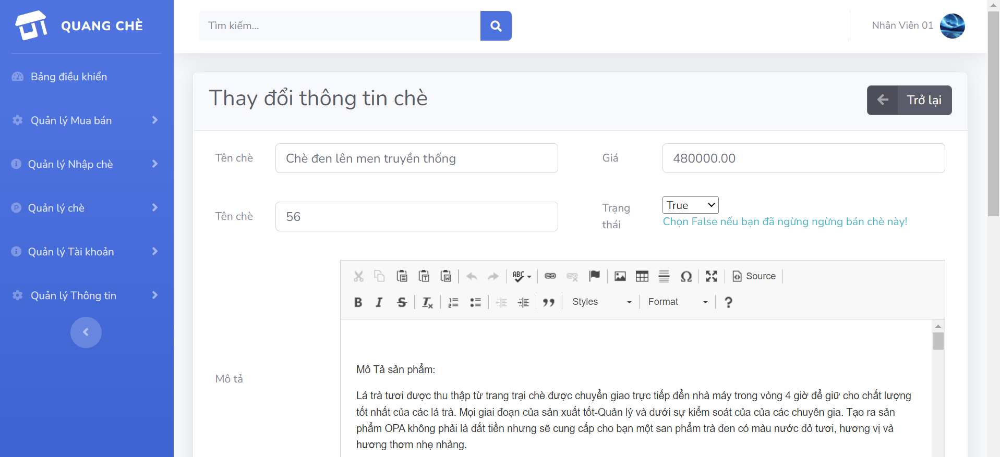 QUANG CHÈ
Tìm kiếm...
Nhân Viên 01
Bảng điều khiển
Quản lý Mua bán
Quản lý Nhập chè
Quản lý chè
Quản lý Tài khoản
Quản lý Thông tin
Thay đổi thông tin chè
Trở lại
Tên chè
Chè đen lên men truyền thống
Giá
480000.00
Tên chè
56
Trạng
thái
True
Chọn False nếu bạn đã ngừng ngừng bán chè này!
Mô tả
ABC
Source
B I S Tx
Styles
Format
?
Mô Tả sản phẩm:
Lá trà tươi được thu thập từ trang trại chè được chuyển giao trực tiếp đển nhà máy trong vòng 4 giờ để giữ cho chất lượng
tốt nhất của các lá trà. Mọi giai đoạn của sản xuất tốt-Quản lý và dưới sự kiểm soát của của các chuyên gia. Tạo ra sản
phẩm OPA không phải là đắt tiền nhưng sẽ cung cấp cho bạn một san phẩm trà đen có màu nước đỏ tươi, hương vị và
hương thơm nhẹ nhàng.